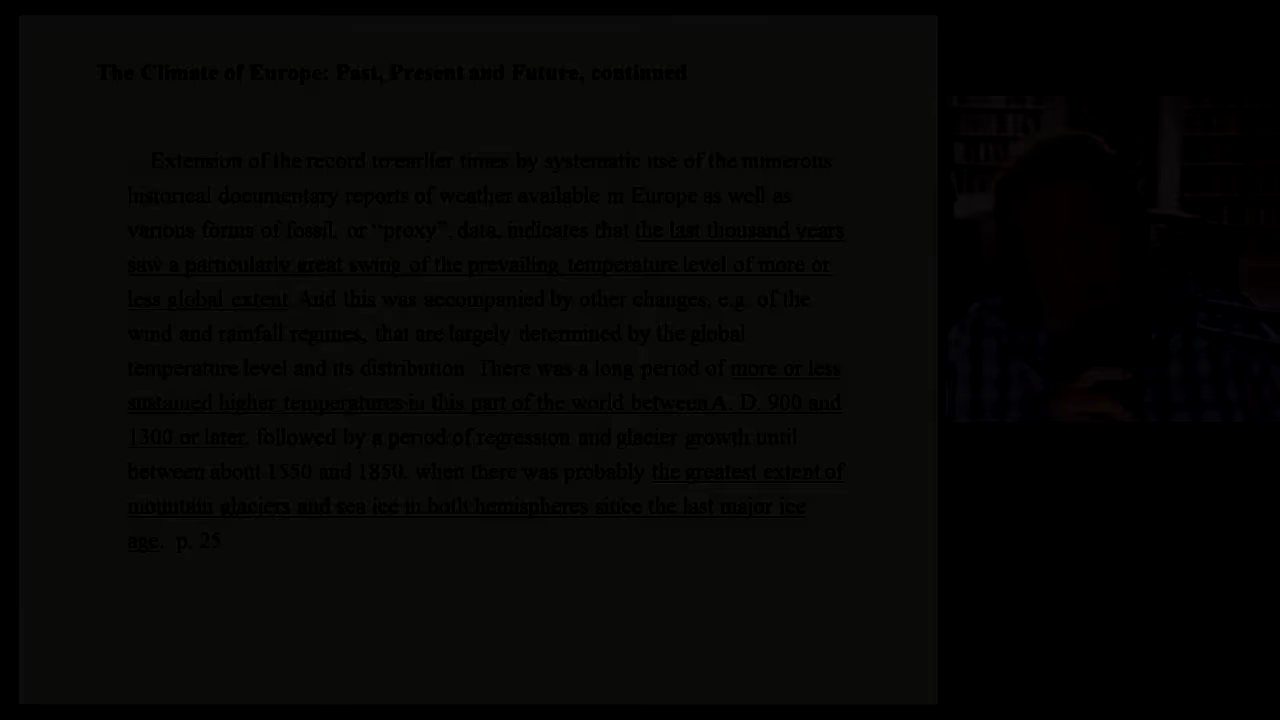 The Climate of Europe: Past, Present and Future, continued
Extension of the record to earlier times by systematic use of the numerous
historical documentary reports of weather available in Europe as well as
various forms of fossil, or “proxy”, data, indicates that the last thousand years
saw a particularly great swing of the prevailing temperature level of more or
less global extent. And this was accompanied by other changes, e.g. of the
wind and rainfall regimes, that are largely determined by the global
temperature level and its distribution. There was a long period of more or less
sustained higher temperatures in this part of the world between A. D. 900 and
1300 or later, followed by a period of regression and glacier growth until
between about 1550 and 1850, when there was probably the greatest extent of
mountain glaciers and sea ice in both hemispheres since the last major ice
age. p. 25